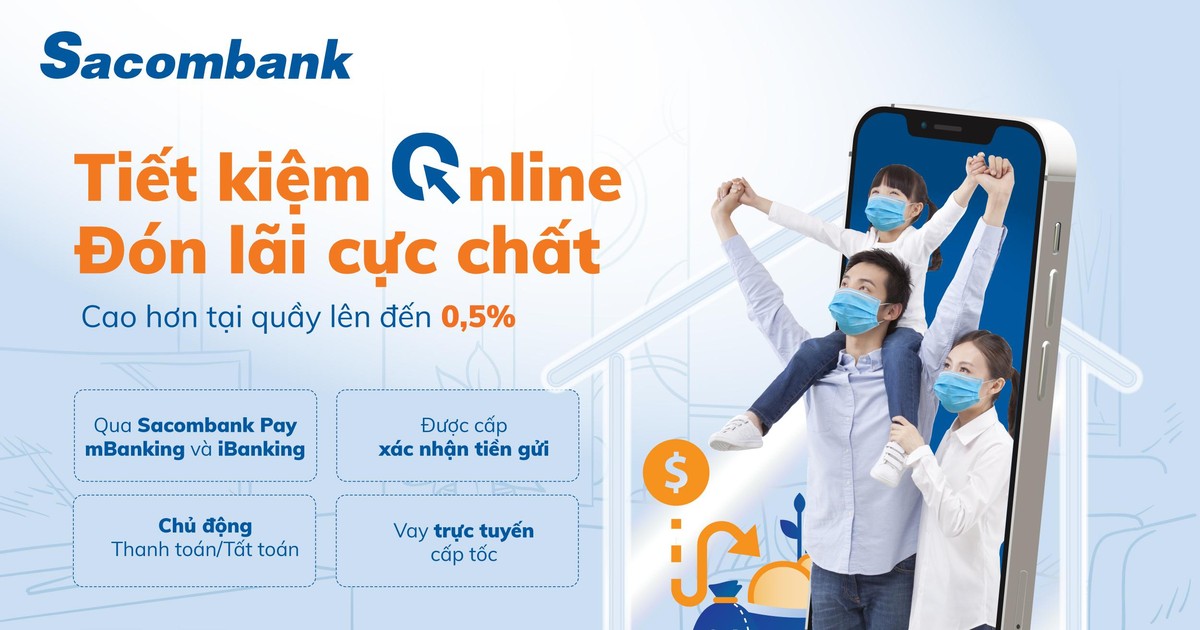 Sacombank
Tiết kiệm Online
Đón lãi cực chất
Cao hơn tại quầy lên đến 0,5%
Qua Sacombank Pay
mBanking và iBanking
Được cấp
xác nhận tiền gửi
Chủ động
Thanh toán/Tất toán
Vay trực tuyến
cấp tốc
$